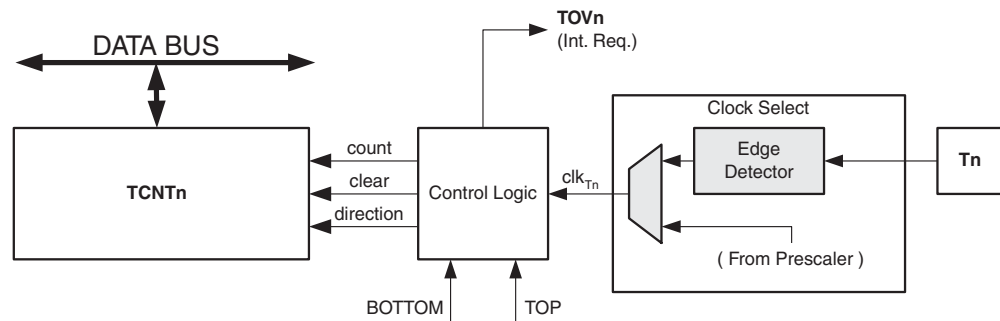 TOVn
(Int. Req.)
DATA BUS
Clock Select
count
clear
direction
TCNTn
Control Logic
clkTn
Edge
Detector
Tn
( From Prescaler )
BOTTOM
TOP